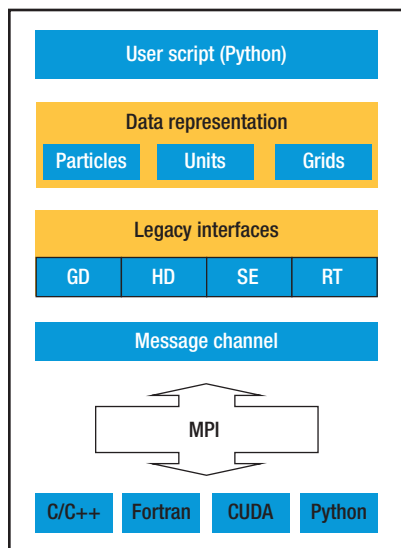 User script (Python)
Data representation
Particles Units Grids
Legacy interfaces
GD HD SE RT
Message channel
MPI
C/C++ Fortran CUDA Python